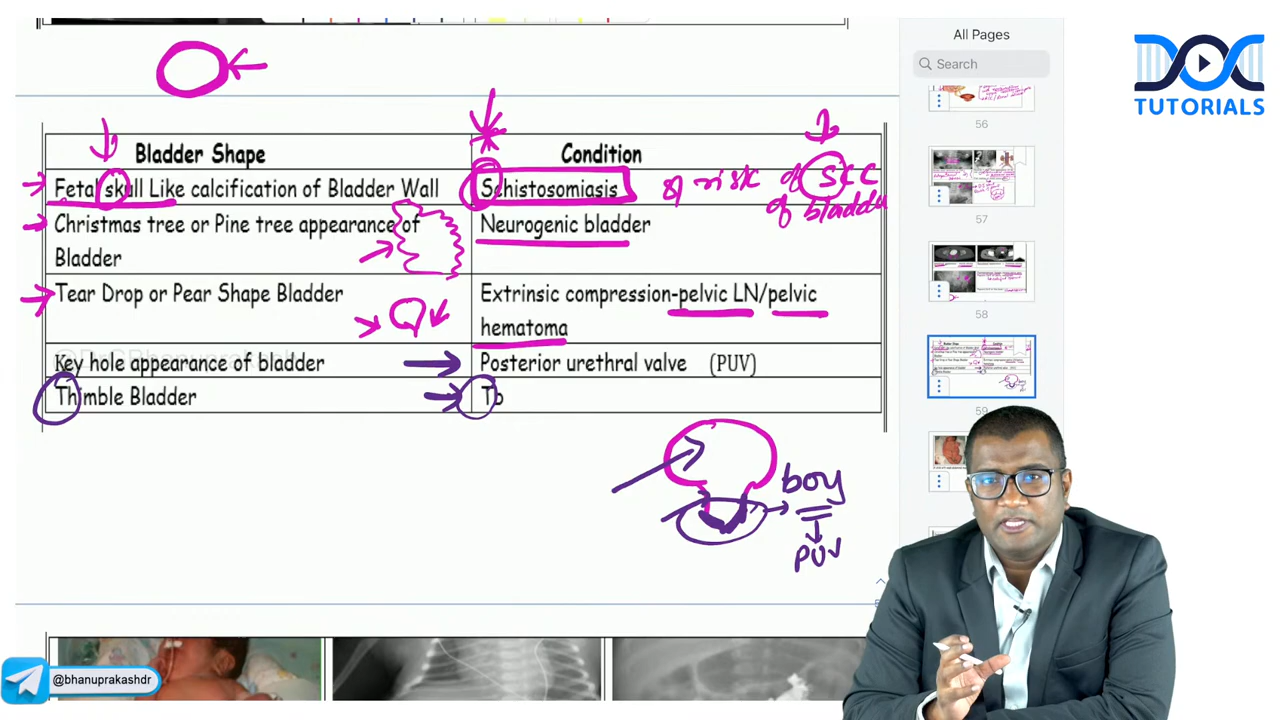 All Pages
Search
DOC
TUTORIALS
56
57
58
59
Bladder Shape
Condition
Fetal skull Like calcification of Bladder Wall
Schistosomiasis
risk of SCC
of bladder
Christmas tree or Pine tree appearance of
Bladder
Neurogenic bladder
Tear Drop or Pear Shape Bladder
Extrinsic compression-pelvic LN/pelvic
hematoma
Key hole appearance of bladder
Posterior urethral valve (PUV)
Thimble Bladder
Tb
boy
PUV
@bhanuprakashdr